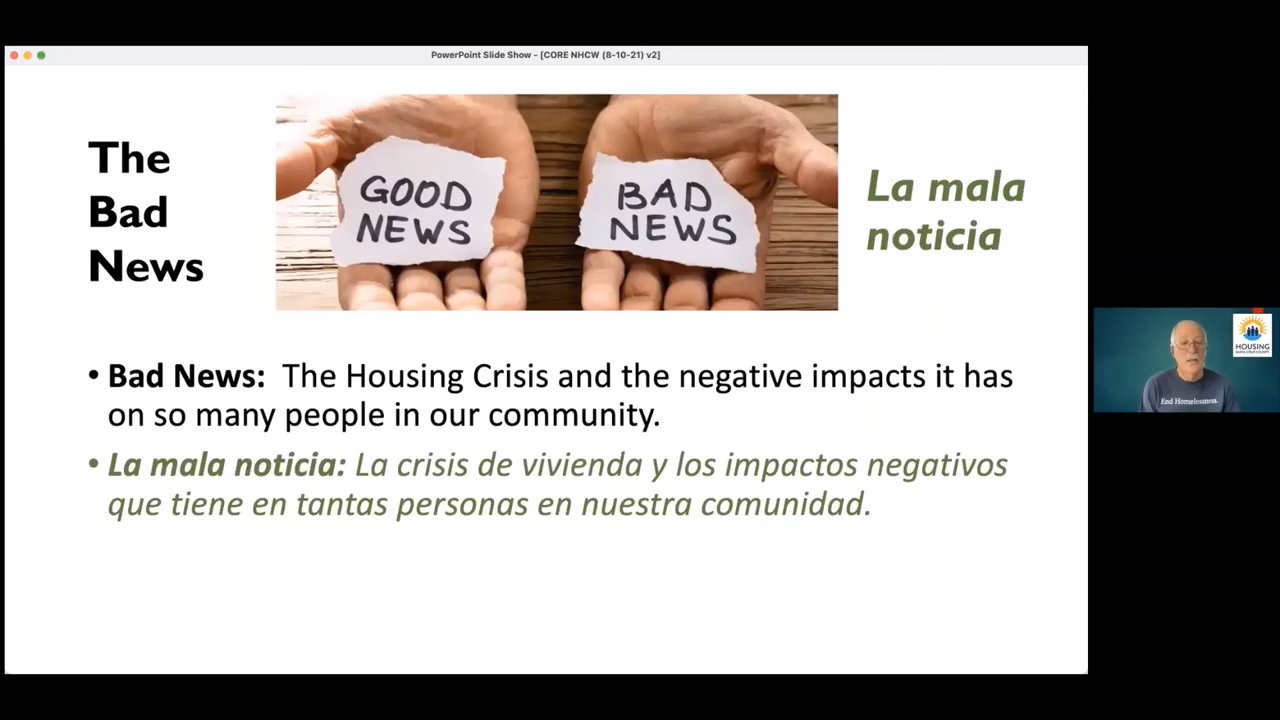 PowerPoint Slide Show - [CORE NHCW (8-10-21) v2]
The
Bad
News
GOOD
NEWS
BAD
NEWS
La mala
noticia
• Bad News: The Housing Crisis and the negative impacts it has
on so many people in our community.
• La mala noticia: La crisis de vivienda y los impactos negativos
que tiene en tantas personas en nuestra comunidad.
HOUSING
SANTA CRUZ COUNTY
End Homelessness.